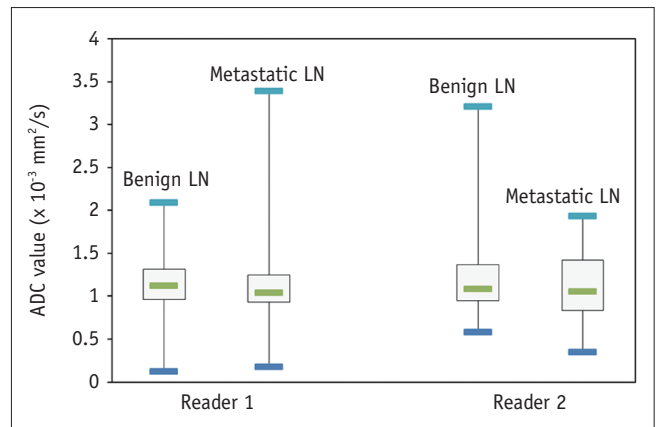 ADC value (x 10⁻³ mm²/s)
4
3.5
3
2.5
2
1.5
1
0.5
0
Benign LN
Metastatic LN
Benign LN
Metastatic LN
Reader 1
Reader 2